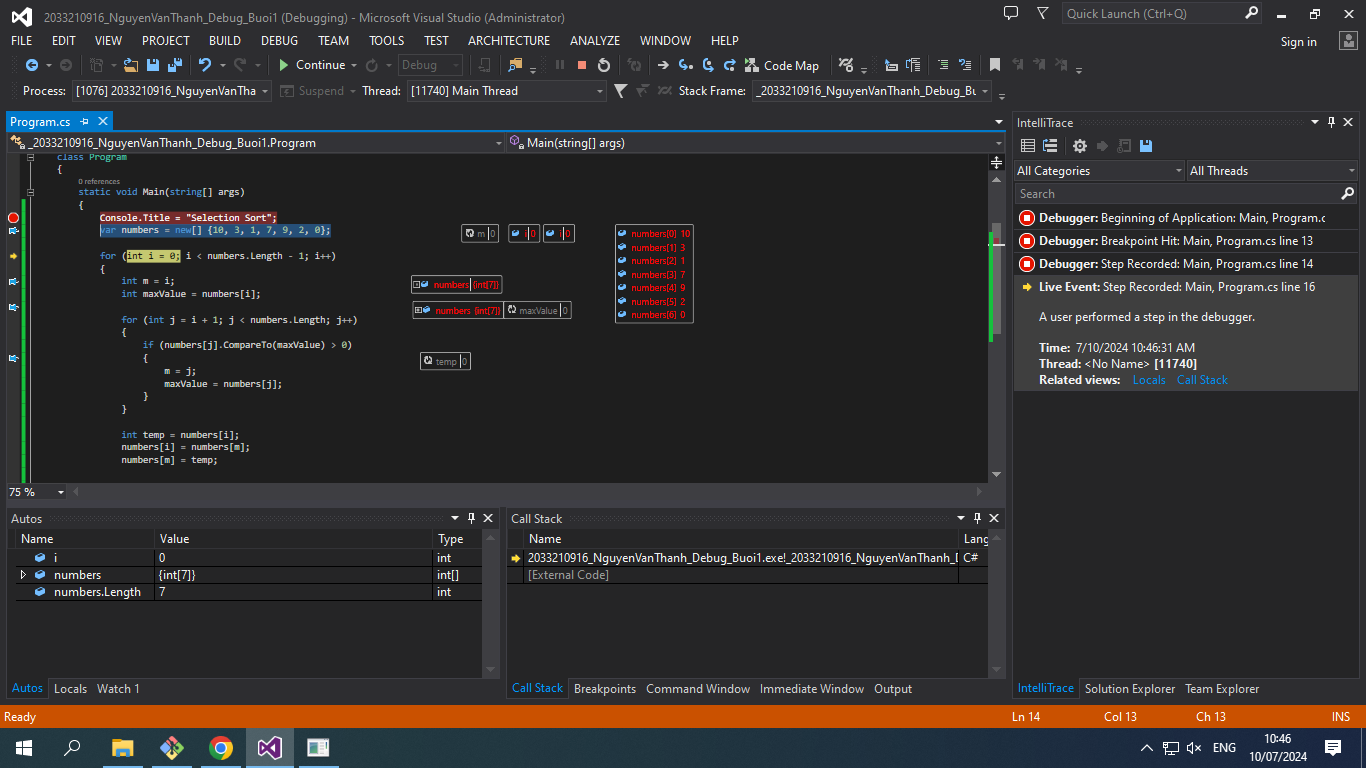 2033210916_NguyenVanThanh_Debug_Buoi1 (Debugging) - Microsoft Visual Studio (Administrator)
Quick Launch (Ctrl+Q)
FILE EDIT VIEW PROJECT BUILD DEBUG TEAM TOOLS TEST ARCHITECTURE ANALYZE WINDOW HELP
Sign in
Continue Debug Code Map
Process: [1076] 2033210916_NguyenVanTha Suspend Thread: [11740] Main Thread Stack Frame: _2033210916_NguyenVanThanh_Debug_Bu
Program.cs
_2033210916_NguyenVanThanh_Debug_Buoi1.Program Main(string[] args)
class Program
{
0 references
static void Main(string[] args)
{
Console.Title = "Selection Sort";
var numbers = new[] {10, 3, 1, 7, 9, 2, 0};
for (int i = 0; i < numbers.Length - 1; i++)
{
int m = i;
int maxValue = numbers[i];
for (int j = i + 1; j < numbers.Length; j++)
{
if (numbers[j].CompareTo(maxValue) > 0)
{
m = j;
maxValue = numbers[j];
}
}
int temp = numbers[i];
numbers[i] = numbers[m];
numbers[m] = temp;
m 0
i 0
i 0
numbers {int[7]}
numbers {int[7]}
maxValue 0
temp 0
numbers[0] 10
numbers[1] 3
numbers[2] 1
numbers[3] 7
numbers[4] 9
numbers[5] 2
numbers[6] 0
75 %
IntelliTrace
All Categories All Threads
Search
Debugger: Beginning of Application: Main, Program.c
Debugger: Breakpoint Hit: Main, Program.cs line 13
Debugger: Step Recorded: Main, Program.cs line 14
Live Event: Step Recorded: Main, Program.cs line 16
A user performed a step in the debugger.
Time: 7/10/2024 10:46:31 AM
Thread: <No Name> [11740]
Related views: Locals Call Stack
Autos
Name Value Type
i 0 int
numbers {int[7]} int[]
numbers.Length 7 int
Autos Locals Watch 1
Call Stack
Name Lang
2033210916_NguyenVanThanh_Debug_Buoi1.exe!_2033210916_NguyenVanThanh_D C#
[External Code]
Call Stack Breakpoints Command Window Immediate Window Output
IntelliTrace Solution Explorer Team Explorer
Ready Ln 14 Col 13 Ch 13 INS
ENG
10:46
10/07/2024